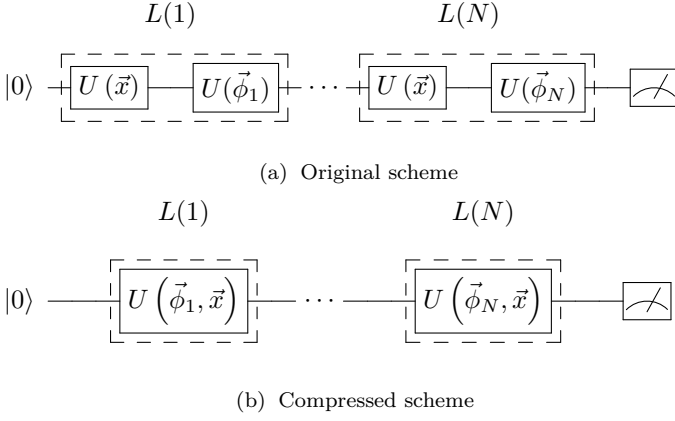 L(1) L(N)
|0⟩ U (x⃗) U(ϕ⃗₁) ··· U (x⃗) U(ϕ⃗_N)
(a) Original scheme
L(1) L(N)
|0⟩ U (ϕ⃗₁, x⃗) ··· U (ϕ⃗_N, x⃗)
(b) Compressed scheme